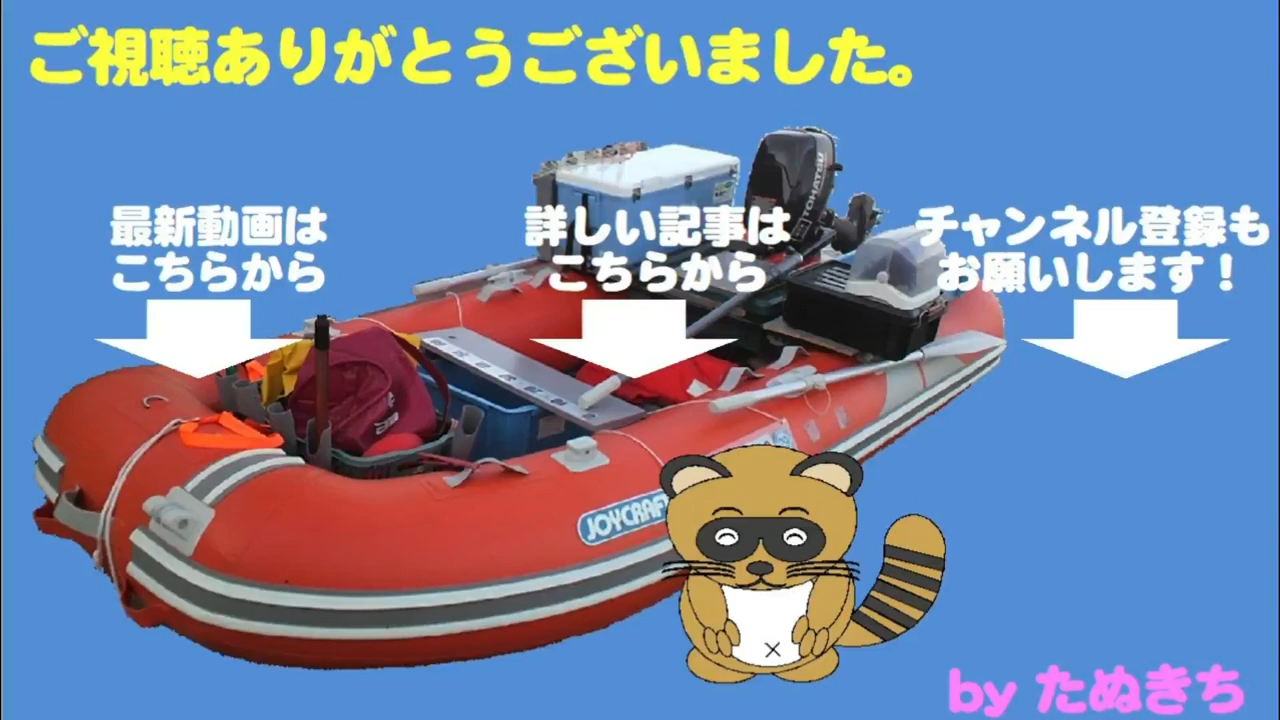 ご視聴ありがとうございました。
最新動画は
こちらから
詳しい記事は
こちらから
チャンネル登録も
お願いします！
TOHATSU
JOYCRAF
by たぬきち